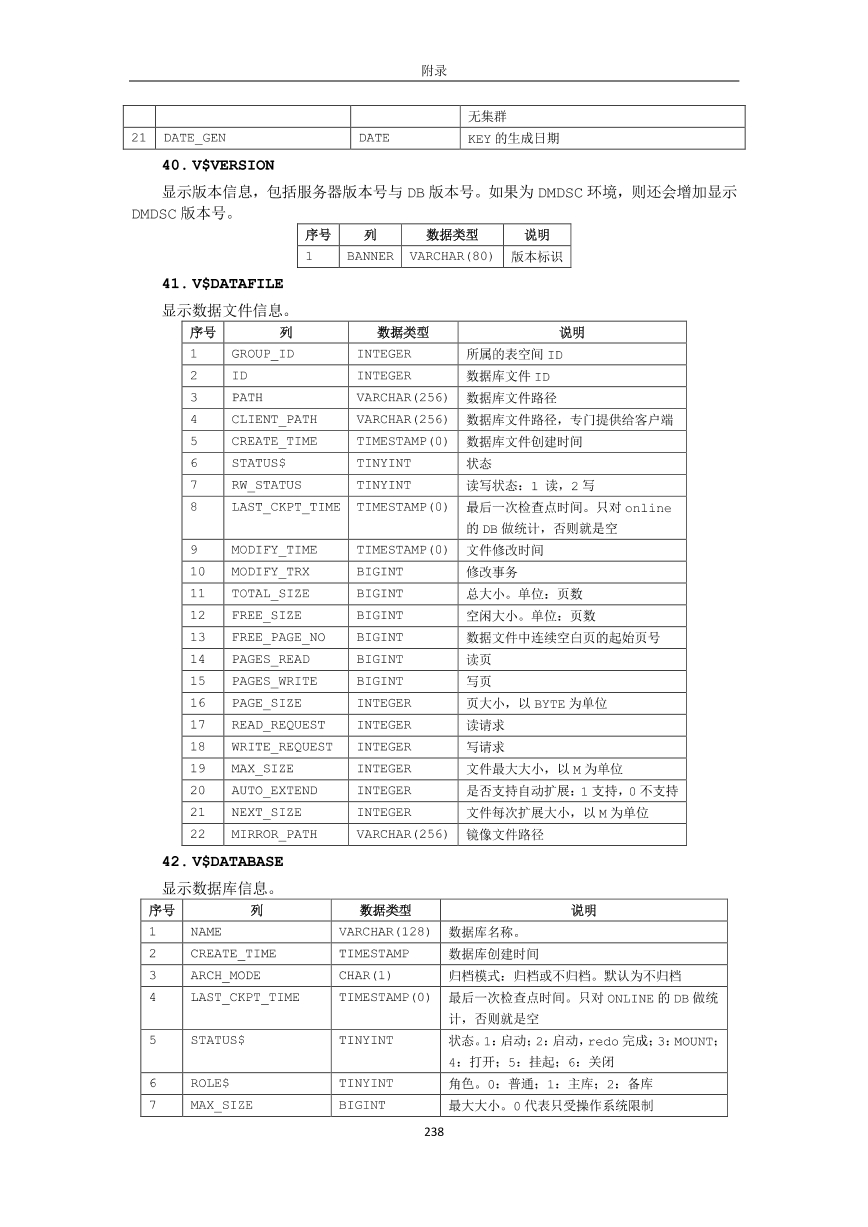 附录
无集群
21 DATE_GEN DATE KEY 的生成日期
40. V$VERSION
显示版本信息，包括服务器版本号与 DB 版本号。如果为 DMDSC 环境，则还会增加显示
DMDSC 版本号。
序号 列 数据类型 说明
1 BANNER VARCHAR(80) 版本标识
41. V$DATAFILE
显示数据文件信息。
序号 列 数据类型 说明
1 GROUP_ID INTEGER 所属的表空间 ID
2 ID INTEGER 数据库文件 ID
3 PATH VARCHAR(256) 数据库文件路径
4 CLIENT_PATH VARCHAR(256) 数据库文件路径，专门提供给客户端
5 CREATE_TIME TIMESTAMP(0) 数据库文件创建时间
6 STATUS$ TINYINT 状态
7 RW_STATUS TINYINT 读写状态：1 读，2 写
8 LAST_CKPT_TIME TIMESTAMP(0) 最后一次检查点时间。只对 online
的 DB 做统计，否则就是空
9 MODIFY_TIME TIMESTAMP(0) 文件修改时间
10 MODIFY_TRX BIGINT 修改事务
11 TOTAL_SIZE BIGINT 总大小。单位：页数
12 FREE_SIZE BIGINT 空闲大小。单位：页数
13 FREE_PAGE_NO BIGINT 数据文件中连续空白页的起始页号
14 PAGES_READ BIGINT 读页
15 PAGES_WRITE BIGINT 写页
16 PAGE_SIZE INTEGER 页大小，以 BYTE 为单位
17 READ_REQUEST INTEGER 读请求
18 WRITE_REQUEST INTEGER 写请求
19 MAX_SIZE INTEGER 文件最大大小，以 M 为单位
20 AUTO_EXTEND INTEGER 是否支持自动扩展：1 支持，0 不支持
21 NEXT_SIZE INTEGER 文件每次扩展大小，以 M 为单位
22 MIRROR_PATH VARCHAR(256) 镜像文件路径
42. V$DATABASE
显示数据库信息。
序号 列 数据类型 说明
1 NAME VARCHAR(128) 数据库名称。
2 CREATE_TIME TIMESTAMP 数据库创建时间
3 ARCH_MODE CHAR(1) 归档模式：归档或不归档。默认为不归档
4 LAST_CKPT_TIME TIMESTAMP(0) 最后一次检查点时间。只对 ONLINE 的 DB 做统
计，否则就是空
5 STATUS$ TINYINT 状态。1：启动；2：启动，redo 完成；3：MOUNT；
4：打开；5：挂起；6：关闭
6 ROLE$ TINYINT 角色。0：普通；1：主库；2：备库
7 MAX_SIZE BIGINT 最大大小。0 代表只受操作系统限制
238